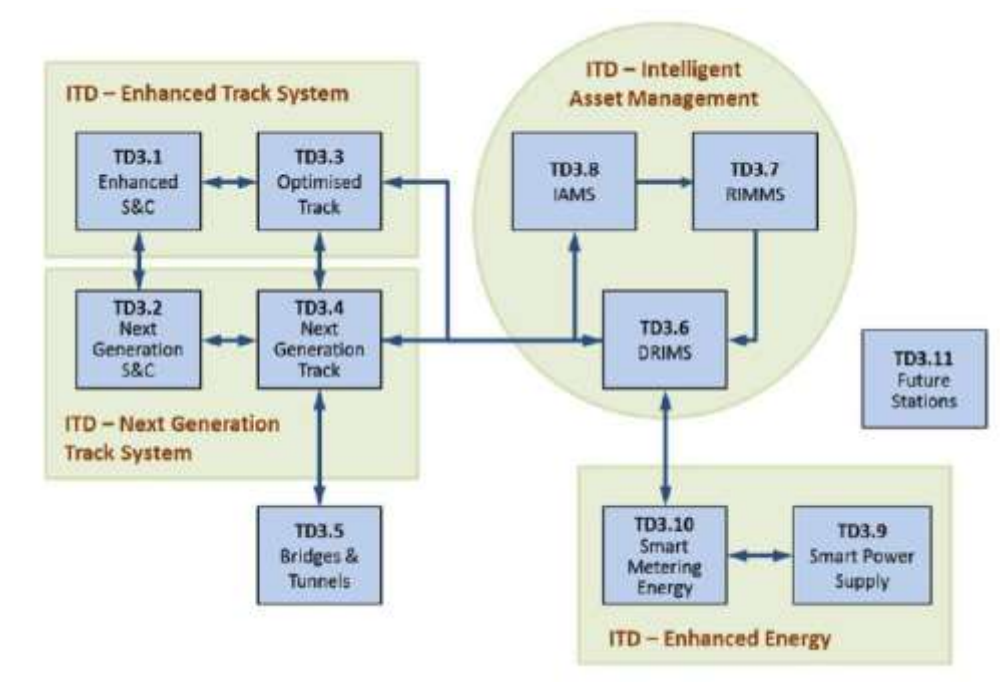 ITD – Enhanced Track System
TD3.1
Enhanced
S&C
TD3.3
Optimised
Track
TD3.2
Next
Generation
S&C
TD3.4
Next
Generation
Track
ITD – Next Generation
Track System
TD3.5
Bridges &
Tunnels
ITD – Intelligent
Asset Management
TD3.8
IAMS
TD3.7
RIMMS
TD3.6
DRIMS
TD3.11
Future
Stations
TD3.10
Smart
Metering
Energy
TD3.9
Smart Power
Supply
ITD – Enhanced Energy